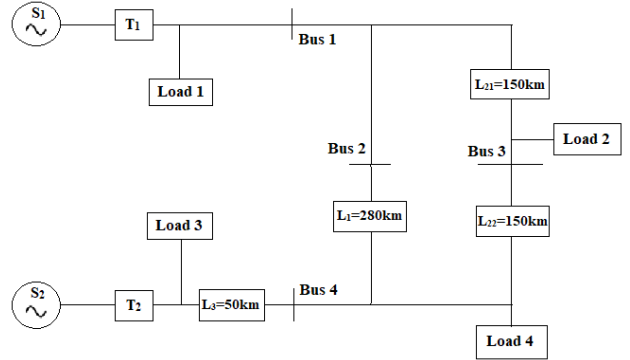 S₁
T₁
Bus 1
Load 1
L₂₁=150km
Load 2
Bus 2
Bus 3
L₁=280km
L₂₂=150km
Load 3
S₂
T₂
L₃=50km
Bus 4
Load 4